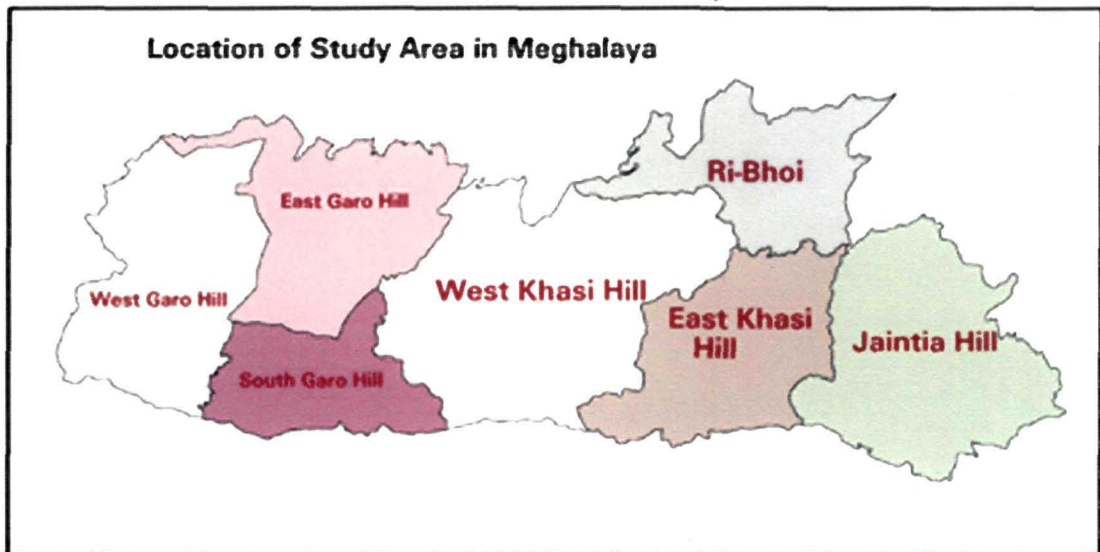 Location of Study Area in Meghalaya
Ri-Bhoi
East Garo Hill
West Garo Hill
West Khasi Hill
East Khasi
Hill
Jaintia Hill
South Garo Hill